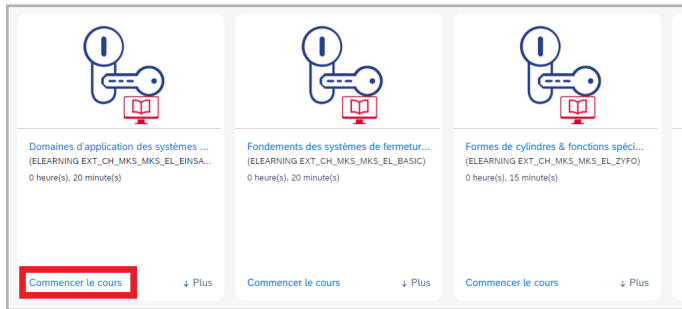 Domaines d'application des systèmes ...
(ELEARNING EXT_CH_MKS_MKS_EL_EINSA...
0 heure(s), 20 minute(s)
Commencer le cours
↓ Plus
Fondements des systèmes de fermetur...
(ELEARNING EXT_CH_MKS_MKS_EL_BASIC)
0 heure(s), 20 minute(s)
Commencer le cours
↓ Plus
Formes de cylindres & fonctions spéci...
(ELEARNING EXT_CH_MKS_MKS_EL_ZYFO)
0 heure(s), 15 minute(s)
Commencer le cours
↓ Plus